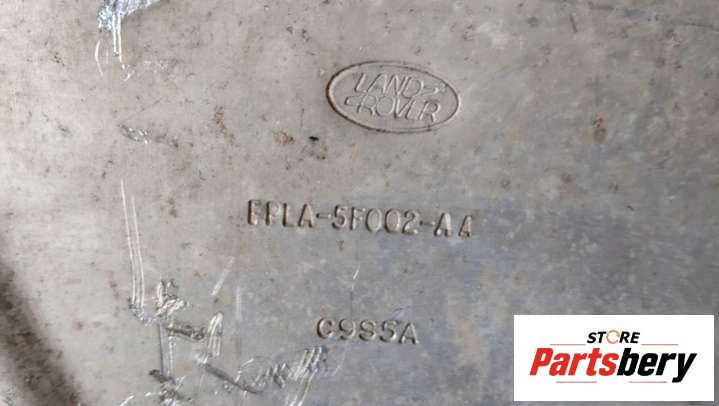 LAND
ROVER
EPLA-5F002-AA
C9S5A
STORE
Partsbery